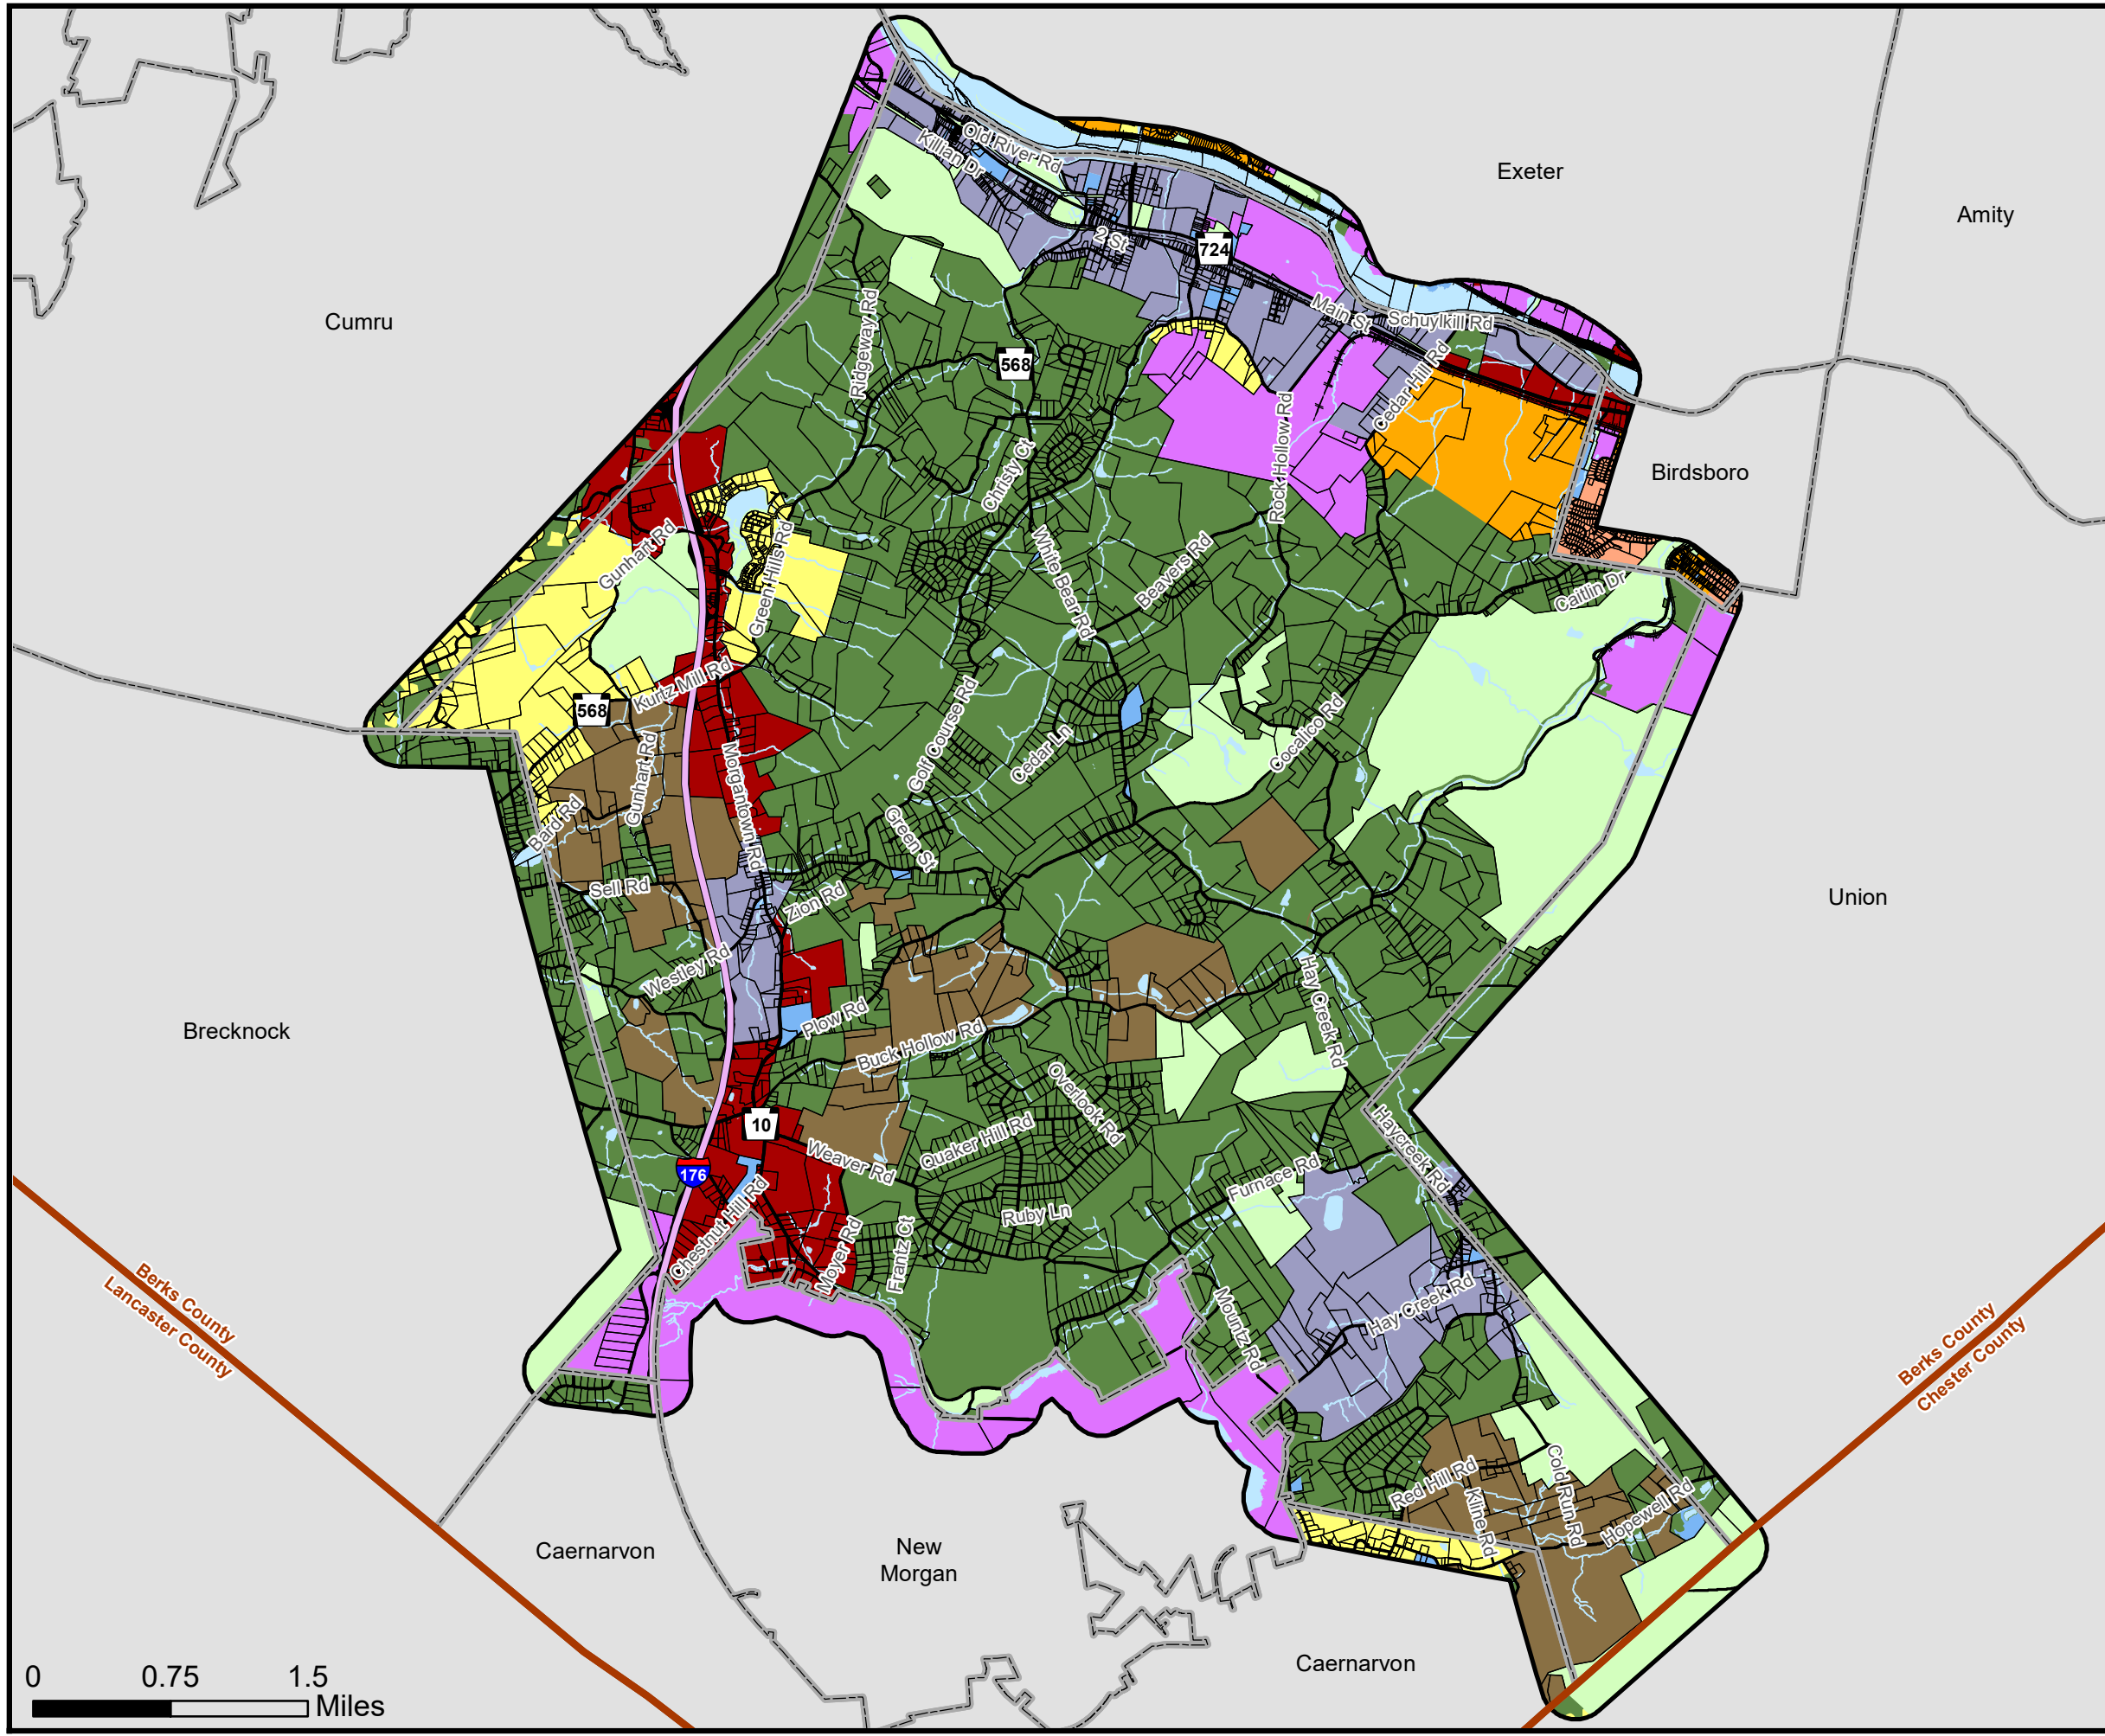 Exeter
Amity
Old River Rd
Killian Dr
2 St
724
Main St
Schuylkill Rd
Cumru
Ridgeway Rd
568
Cedar Hill Rd
Birdsboro
Rock Hollow Rd
Christy Ct
Gunhart Rd
Green Hills Rd
White Bear Rd
Beavers Rd
Caitlin Dr
Kurtz Mill Rd
568
Gunhart Rd
Morgantown Rd
Golf Course Rd
Cedar Ln
Cocalico Rd
Bard Rd
Green St
Sell Rd
Zion Rd
Union
Westley Rd
Plow Rd
Hay Creek Rd
Brecknock
Buck Hollow Rd
Overlook Rd
10
Weaver Rd
Quaker Hill Rd
Haycreek Rd
176
Furnace Rd
Chestnut Hill Rd
Moyer Rd
Frantz Ct
Ruby Ln
Mountz Rd
Hay Creek Rd
Berks County
Lancaster County
Berks County
Chester County
Red Hill Rd
Kline Rd
Cold Run Rd
Hopewell Rd
Caernarvon
New
Morgan
Caernarvon
0 0.75 1.5
Miles